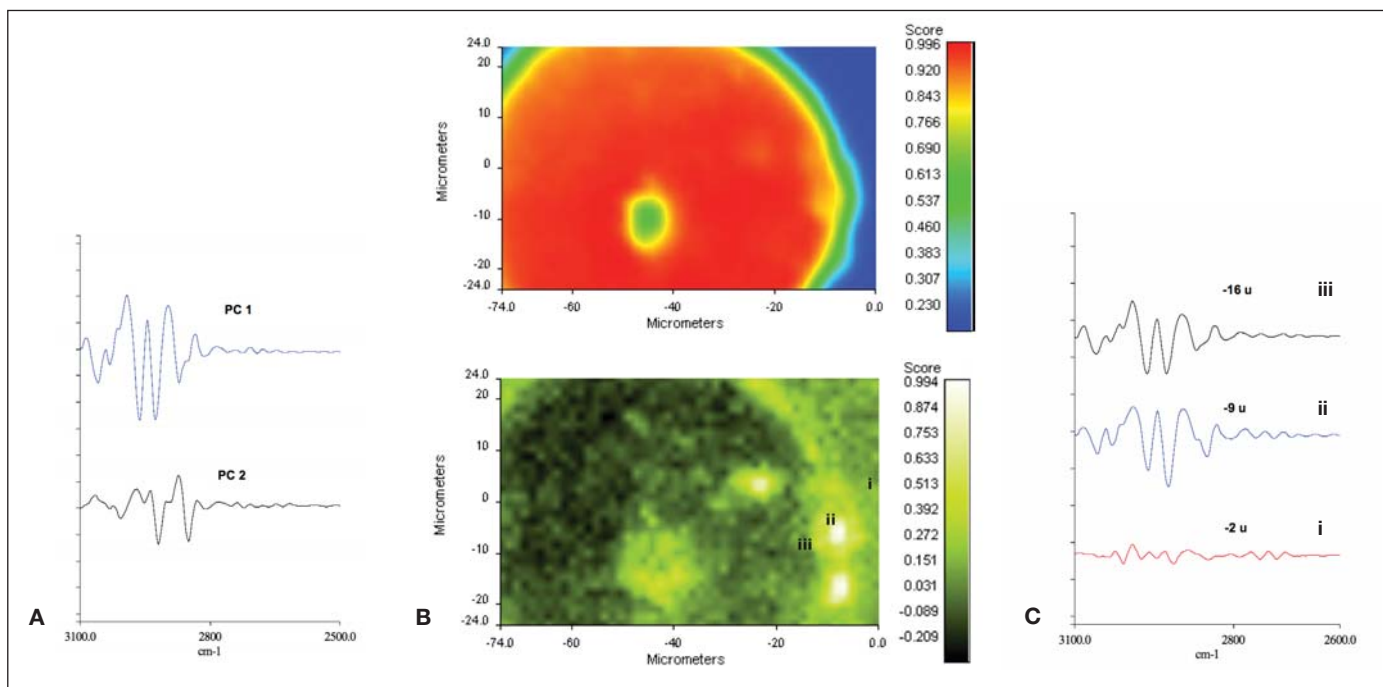 PC 1
PC 2
A
3100.0
2800
2500.0
cm-1
Score
0.996
0.920
0.843
0.766
0.690
0.613
0.537
0.460
0.383
0.307
0.230
24.0
20
10
0
-10
-20
-24.0
Micrometers
-74.0
-60
-40
-20
0.0
Micrometers
B
Score
0.994
0.874
0.753
0.633
0.513
0.392
0.272
0.151
0.031
-0.089
-0.209
24.0
20
10
0
-10
-20
-24.0
Micrometers
i
ii
iii
-74.0
-60
-40
-20
0.0
Micrometers
-16 u
iii
-9 u
ii
-2 u
i
C
3100.0
2800
2600.0
cm-1